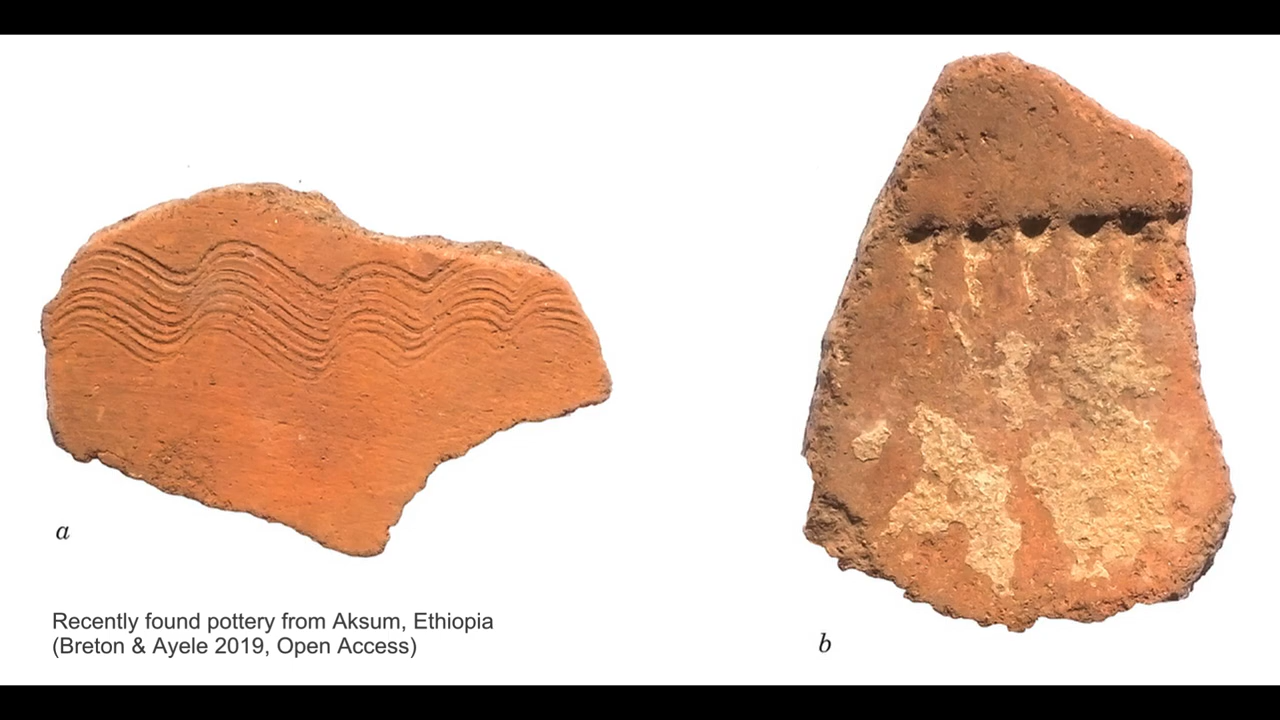 a
Recently found pottery from Aksum, Ethiopia
(Breton & Ayele 2019, Open Access)
b